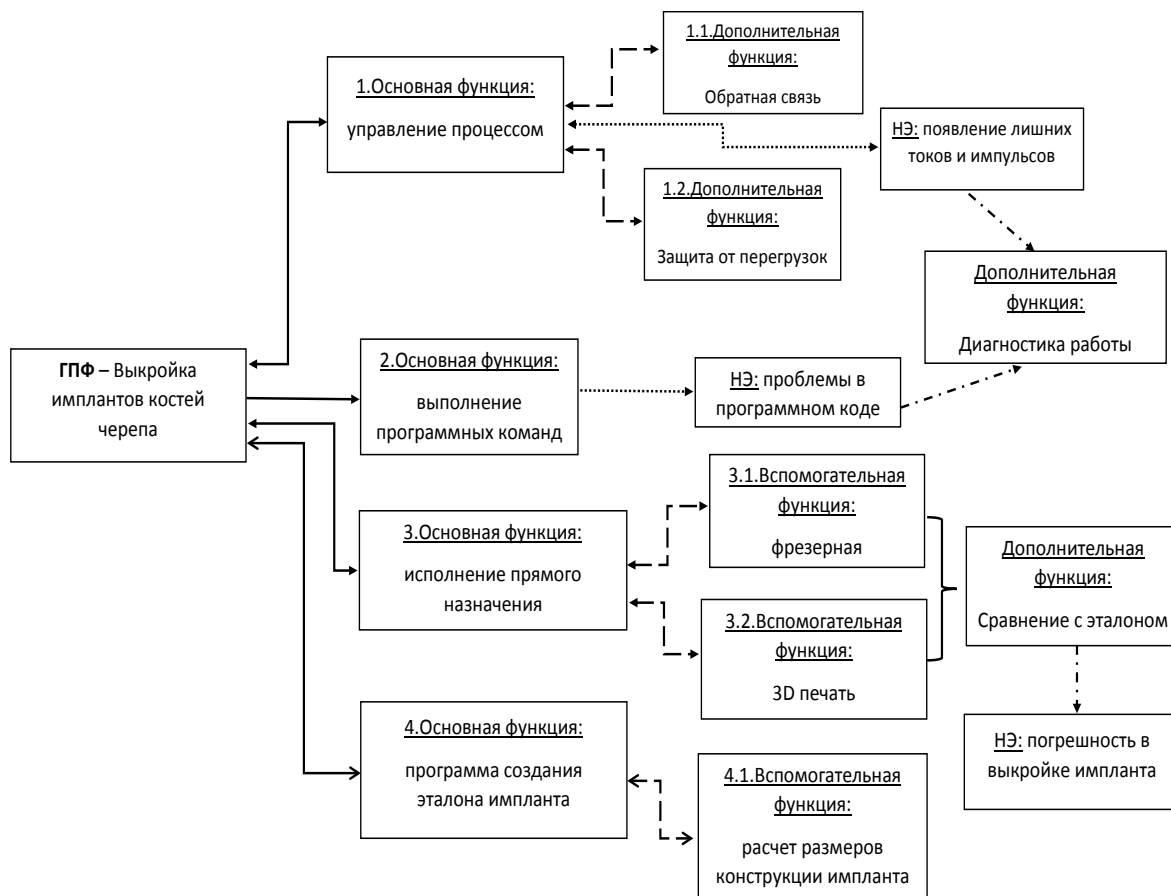 1.1.Дополнительная
функция:
Обратная связь
1.Основная функция:
управление процессом
НЭ: появление лишних
токов и импульсов
1.2.Дополнительная
функция:
Защита от перегрузок
Дополнительная
функция:
Диагностика работы
ГПФ – Выкройка
имплантов костей
черепа
2.Основная функция:
выполнение
программных команд
НЭ: проблемы в
программном коде
3.1.Вспомогательная
функция:
фрезерная
3.Основная функция:
исполнение прямого
назначения
Дополнительная
функция:
Сравнение с эталоном
3.2.Вспомогательная
функция:
3D печать
4.Основная функция:
программа создания
эталона импланта
НЭ: погрешность в
выкройке импланта
4.1.Вспомогательная
функция:
расчет размеров
конструкции импланта